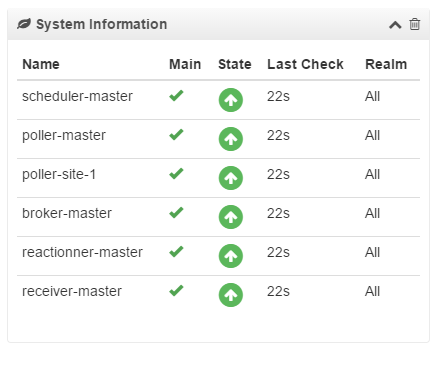 System Information
Name Main State Last Check Realm
scheduler-master 22s All
poller-master 22s All
poller-site-1 22s All
broker-master 22s All
reactionner-master 22s All
receiver-master 22s All